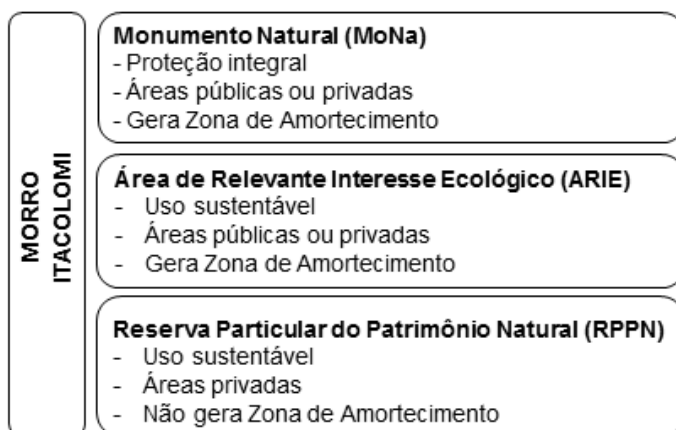 MORRO
ITACOLOMI
Monumento Natural (MoNa)
- Proteção integral
- Áreas públicas ou privadas
- Gera Zona de Amortecimento
Área de Relevante Interesse Ecológico (ARIE)
- Uso sustentável
- Áreas públicas ou privadas
- Gera Zona de Amortecimento
Reserva Particular do Patrimônio Natural (RPPN)
- Uso sustentável
- Áreas privadas
- Não gera Zona de Amortecimento